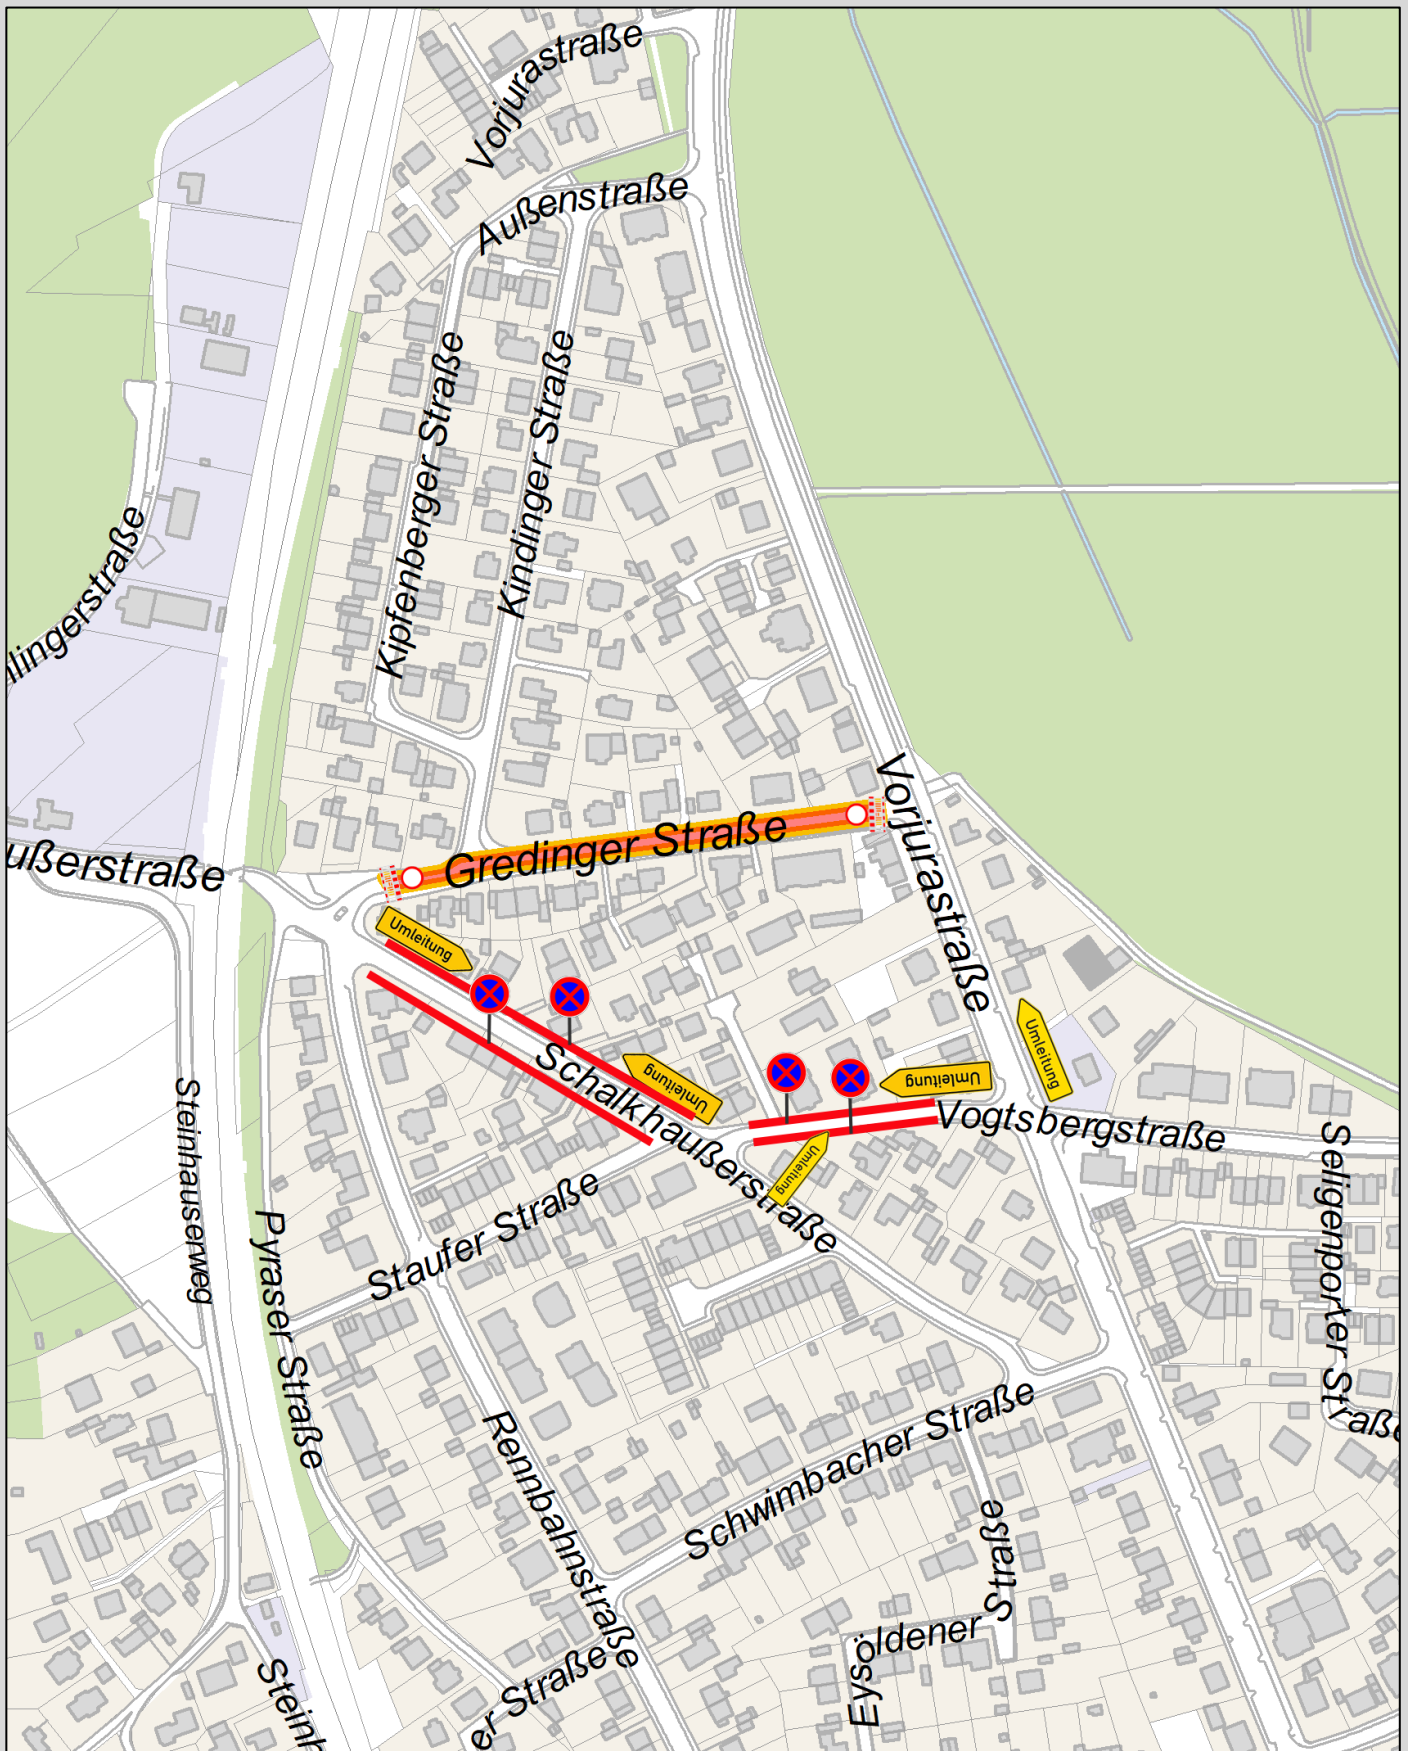 Vorjurastraße
Außenstraße
Kipfenberger Straße
Kindinger Straße
lingerstraße
Vorjurastraße
Gredinger Straße
ußerstraße
Umleitung
Umleitung
Umleitung
Umleitung
Umleitung
Schalkhaußerstraße
Vogtsbergstraße
Steinhauserweg
Pyraser Straße
Staufer Straße
Seligenporter Straße
Rennbahnstraße
Schwimbacher Straße
Eysöldener Straße
er Straße
Steinh